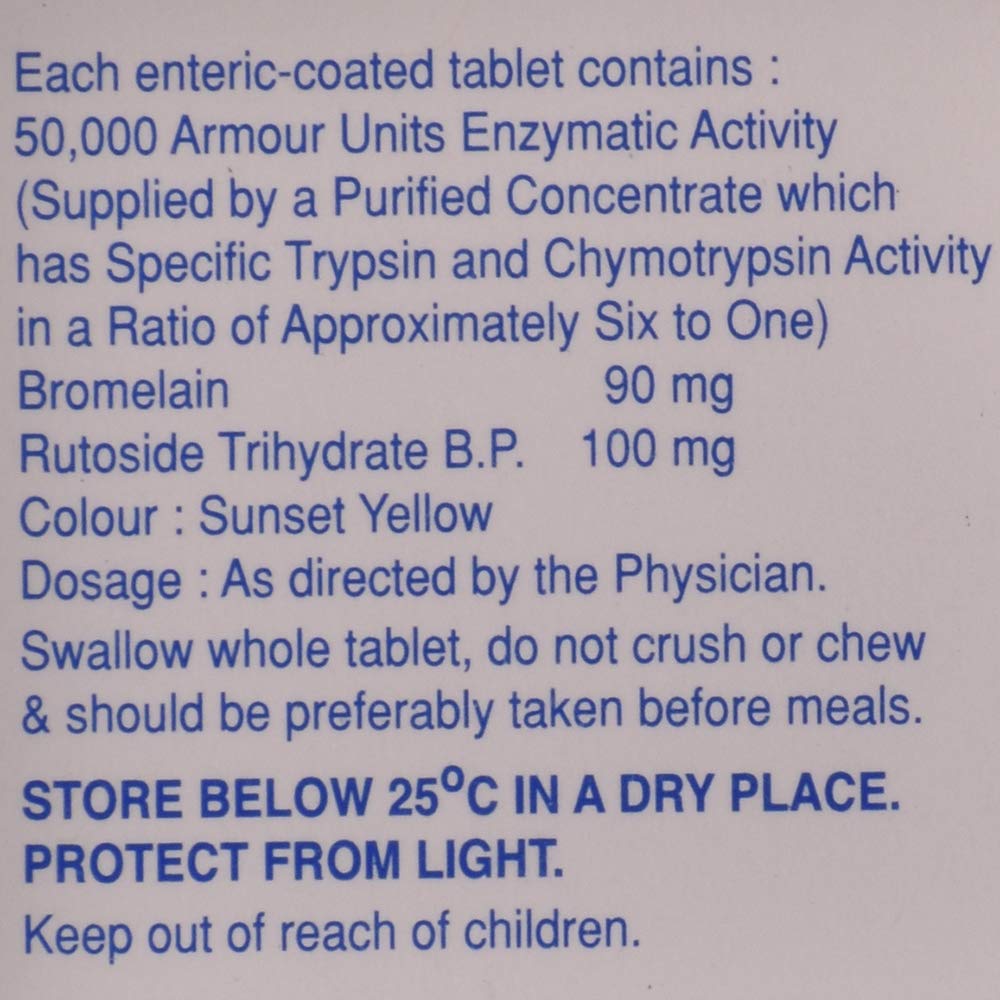 Each enteric-coated tablet contains :
50,000 Armour Units Enzymatic Activity
(Supplied by a Purified Concentrate which
has Specific Trypsin and Chymotrypsin Activity
in a Ratio of Approximately Six to One)
Bromelain 90 mg
Rutoside Trihydrate B.P. 100 mg
Colour : Sunset Yellow
Dosage : As directed by the Physician.
Swallow whole tablet, do not crush or chew
& should be preferably taken before meals.
STORE BELOW 25ºC IN A DRY PLACE.
PROTECT FROM LIGHT.
Keep out of reach of children.